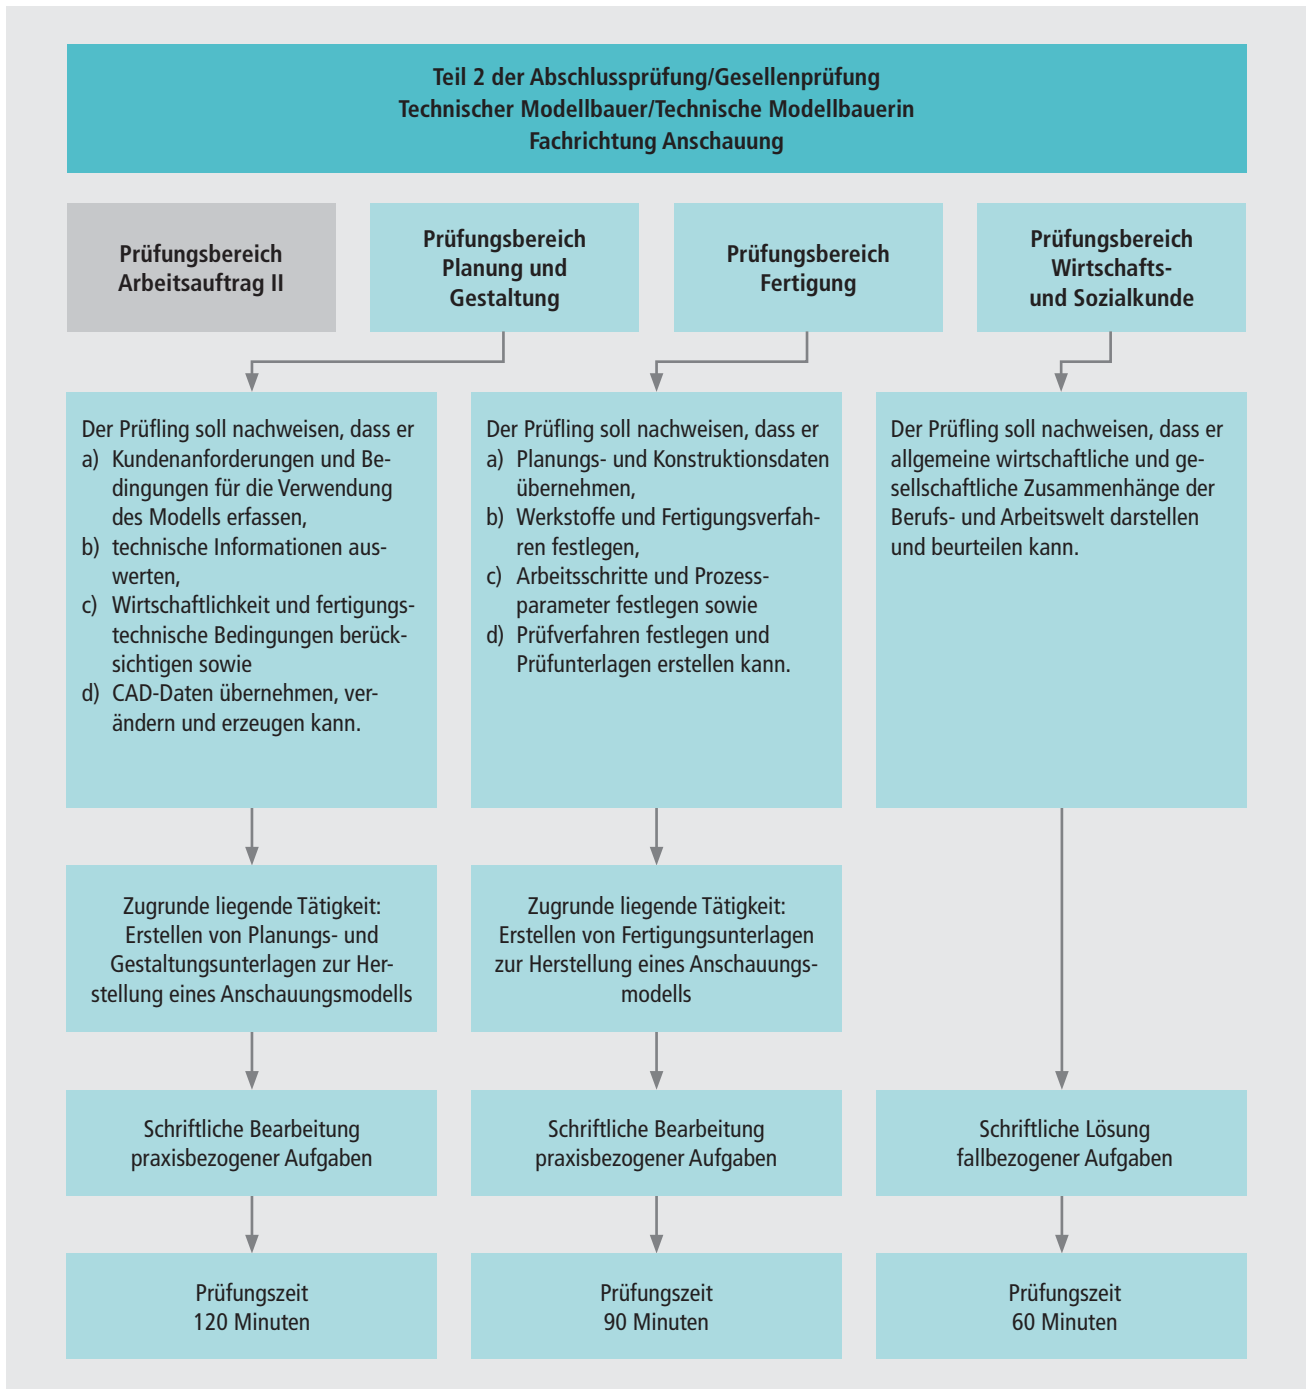 Teil 2 der Abschlussprüfung/Gesellenprüfung
Technischer Modellbauer/Technische Modellbauerin
Fachrichtung Anschauung
Prüfungsbereich
Arbeitsauftrag II
Prüfungsbereich
Planung und
Gestaltung
Prüfungsbereich
Fertigung
Prüfungsbereich
Wirtschafts-
und Sozialkunde
Der Prüfling soll nachweisen, dass er
a) Kundenanforderungen und Be-
dingungen für die Verwendung
des Modells erfassen,
b) technische Informationen aus-
werten,
c) Wirtschaftlichkeit und fertigungs-
technische Bedingungen berück-
sichtigen sowie
d) CAD-Daten übernehmen, ver-
ändern und erzeugen kann.
Der Prüfling soll nachweisen, dass er
a) Planungs- und Konstruktionsdaten
übernehmen,
b) Werkstoffe und Fertigungsverfah-
ren festlegen,
c) Arbeitsschritte und Prozess-
parameter festlegen sowie
d) Prüfverfahren festlegen und
Prüfunterlagen erstellen kann.
Der Prüfling soll nachweisen, dass er
allgemeine wirtschaftliche und ge-
sellschaftliche Zusammenhänge der
Berufs- und Arbeitswelt darstellen
und beurteilen kann.
Zugrunde liegende Tätigkeit:
Erstellen von Planungs- und
Gestaltungsunterlagen zur Her-
stellung eines Anschauungsmodells
Zugrunde liegende Tätigkeit:
Erstellen von Fertigungsunterlagen
zur Herstellung eines Anschauungs-
modells
Schriftliche Bearbeitung
praxisbezogener Aufgaben
Schriftliche Bearbeitung
praxisbezogener Aufgaben
Schriftliche Lösung
fallbezogener Aufgaben
Prüfungszeit
120 Minuten
Prüfungszeit
90 Minuten
Prüfungszeit
60 Minuten